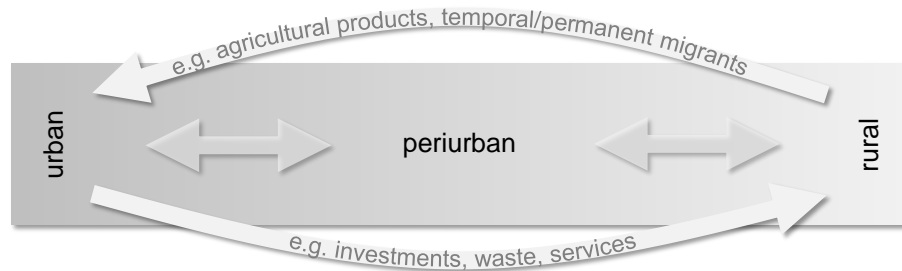 e.g. agricultural products, temporal/permanent migrants
urban
periurban
rural
e.g. investments, waste, services